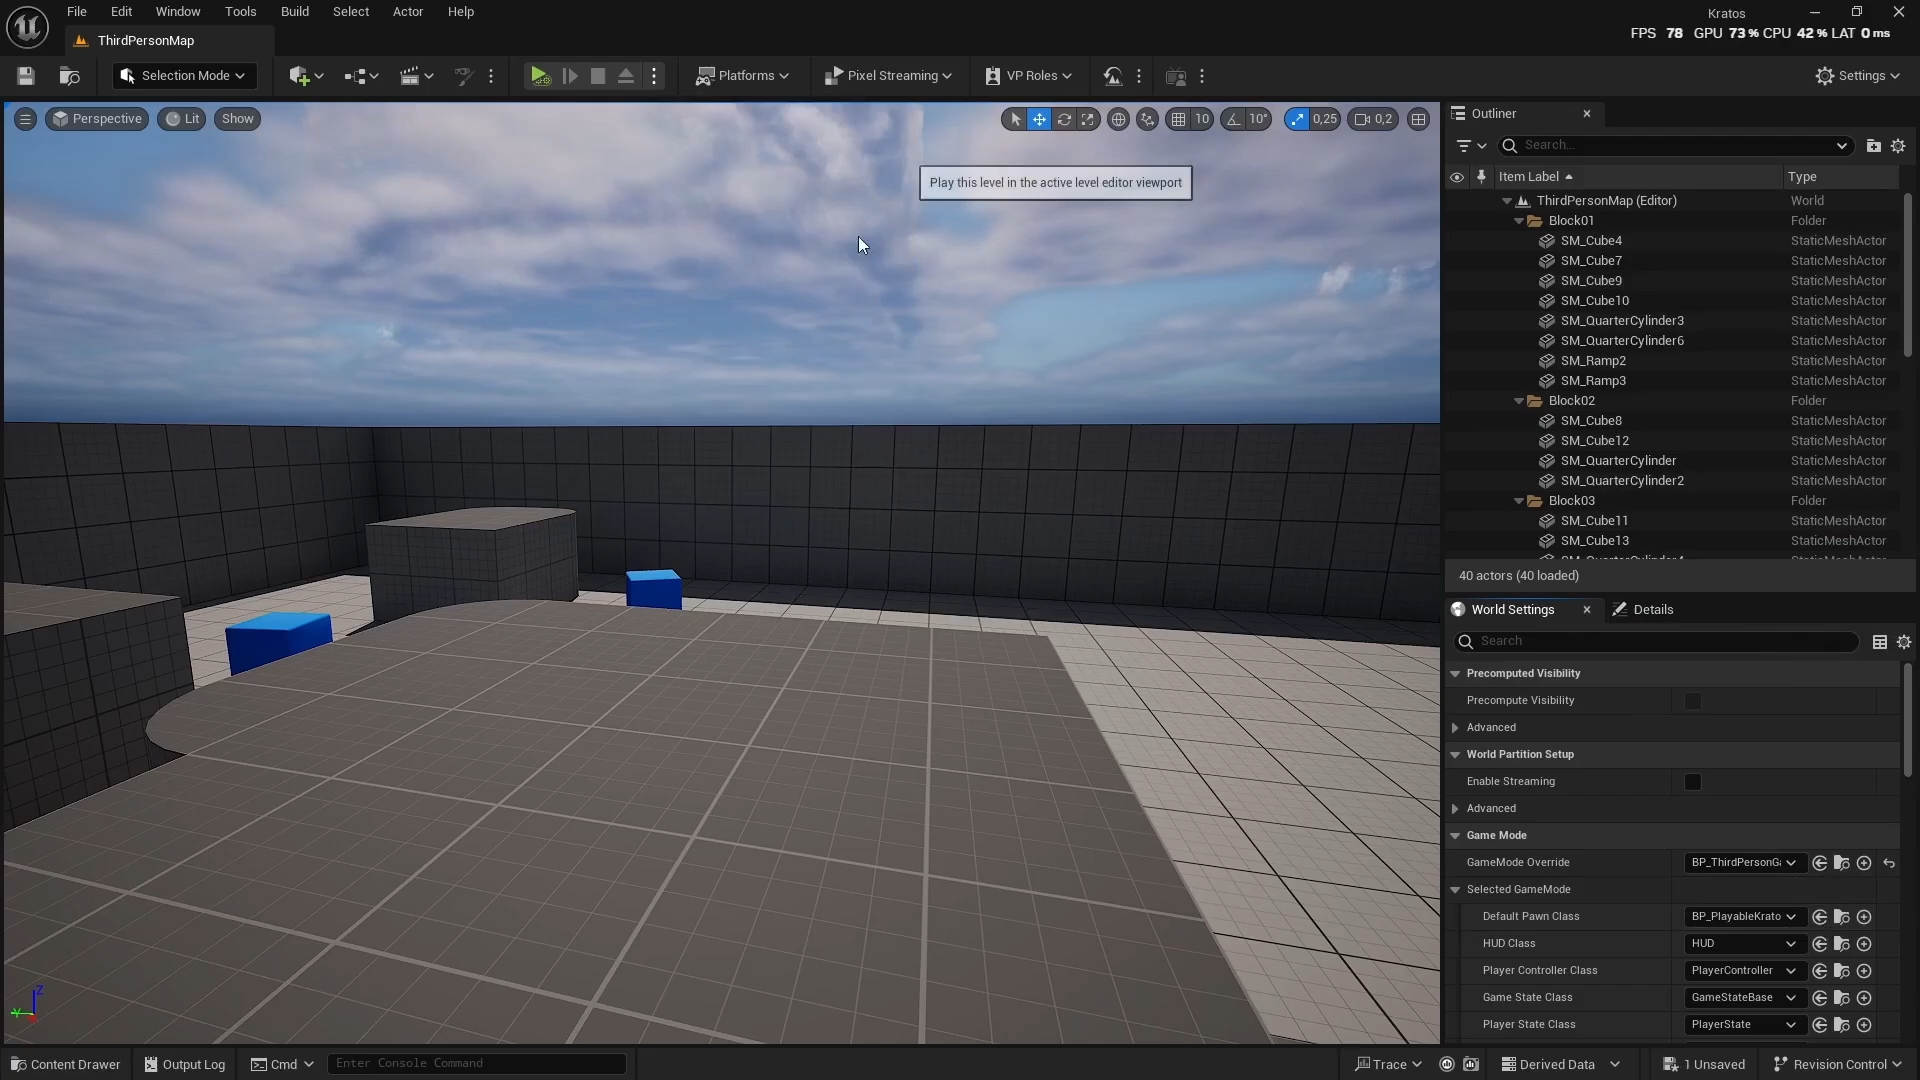 File Edit Window Tools Build Select Actor Help
Kratos
ThirdPersonMap
FPS 78 GPU 73 % CPU 42 % LAT 0 ms
Selection Mode
Platforms
Pixel Streaming
VP Roles
Settings
Perspective
Lit
Show
10
10°
0,25
0,2
Play this level in the active level editor viewport
Outliner
Search...
Item Label
Type
ThirdPersonMap (Editor) World
Block01 Folder
SM_Cube4 StaticMeshActor
SM_Cube7 StaticMeshActor
SM_Cube9 StaticMeshActor
SM_Cube10 StaticMeshActor
SM_QuarterCylinder3 StaticMeshActor
SM_QuarterCylinder6 StaticMeshActor
SM_Ramp2 StaticMeshActor
SM_Ramp3 StaticMeshActor
Block02 Folder
SM_Cube8 StaticMeshActor
SM_Cube12 StaticMeshActor
SM_QuarterCylinder StaticMeshActor
SM_QuarterCylinder2 StaticMeshActor
Block03 Folder
SM_Cube11 StaticMeshActor
SM_Cube13 StaticMeshActor
40 actors (40 loaded)
World Settings
Details
Search
Precomputed Visibility
Precompute Visibility
Advanced
World Partition Setup
Enable Streaming
Advanced
Game Mode
GameMode Override BP_ThirdPersonGa
Selected GameMode
Default Pawn Class BP_PlayableKrato
HUD Class HUD
Player Controller Class PlayerController
Game State Class GameStateBase
Player State Class PlayerState
Z
Y
Content Drawer
Output Log
Cmd
Enter Console Command
Trace
Derived Data
1 Unsaved
Revision Control